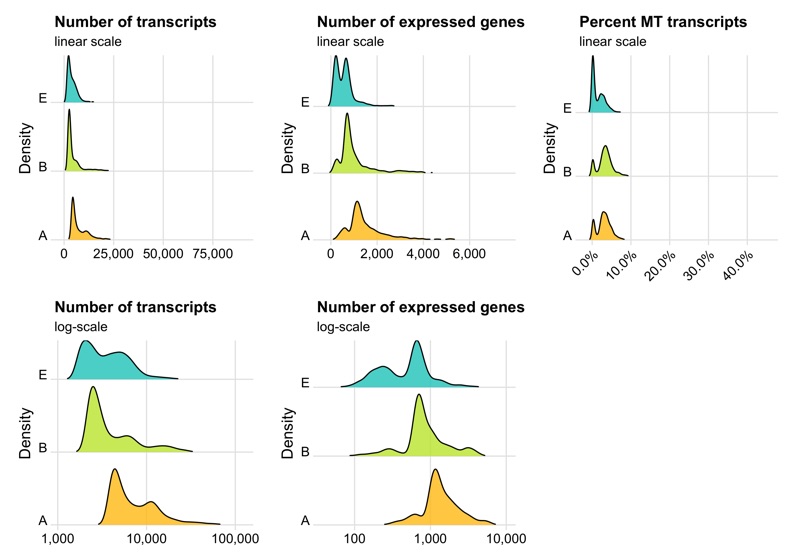 Number of transcripts
linear scale
Density
E
B
A
0 25,000 50,000 75,000
Number of expressed genes
linear scale
Density
E
B
A
0 2,000 4,000 6,000
Percent MT transcripts
linear scale
Density
E
B
A
0.0% 10.0% 20.0% 30.0% 40.0%
Number of transcripts
log-scale
Density
E
B
A
1,000 10,000 100,000
Number of expressed genes
log-scale
Density
E
B
A
100 1,000 10,000